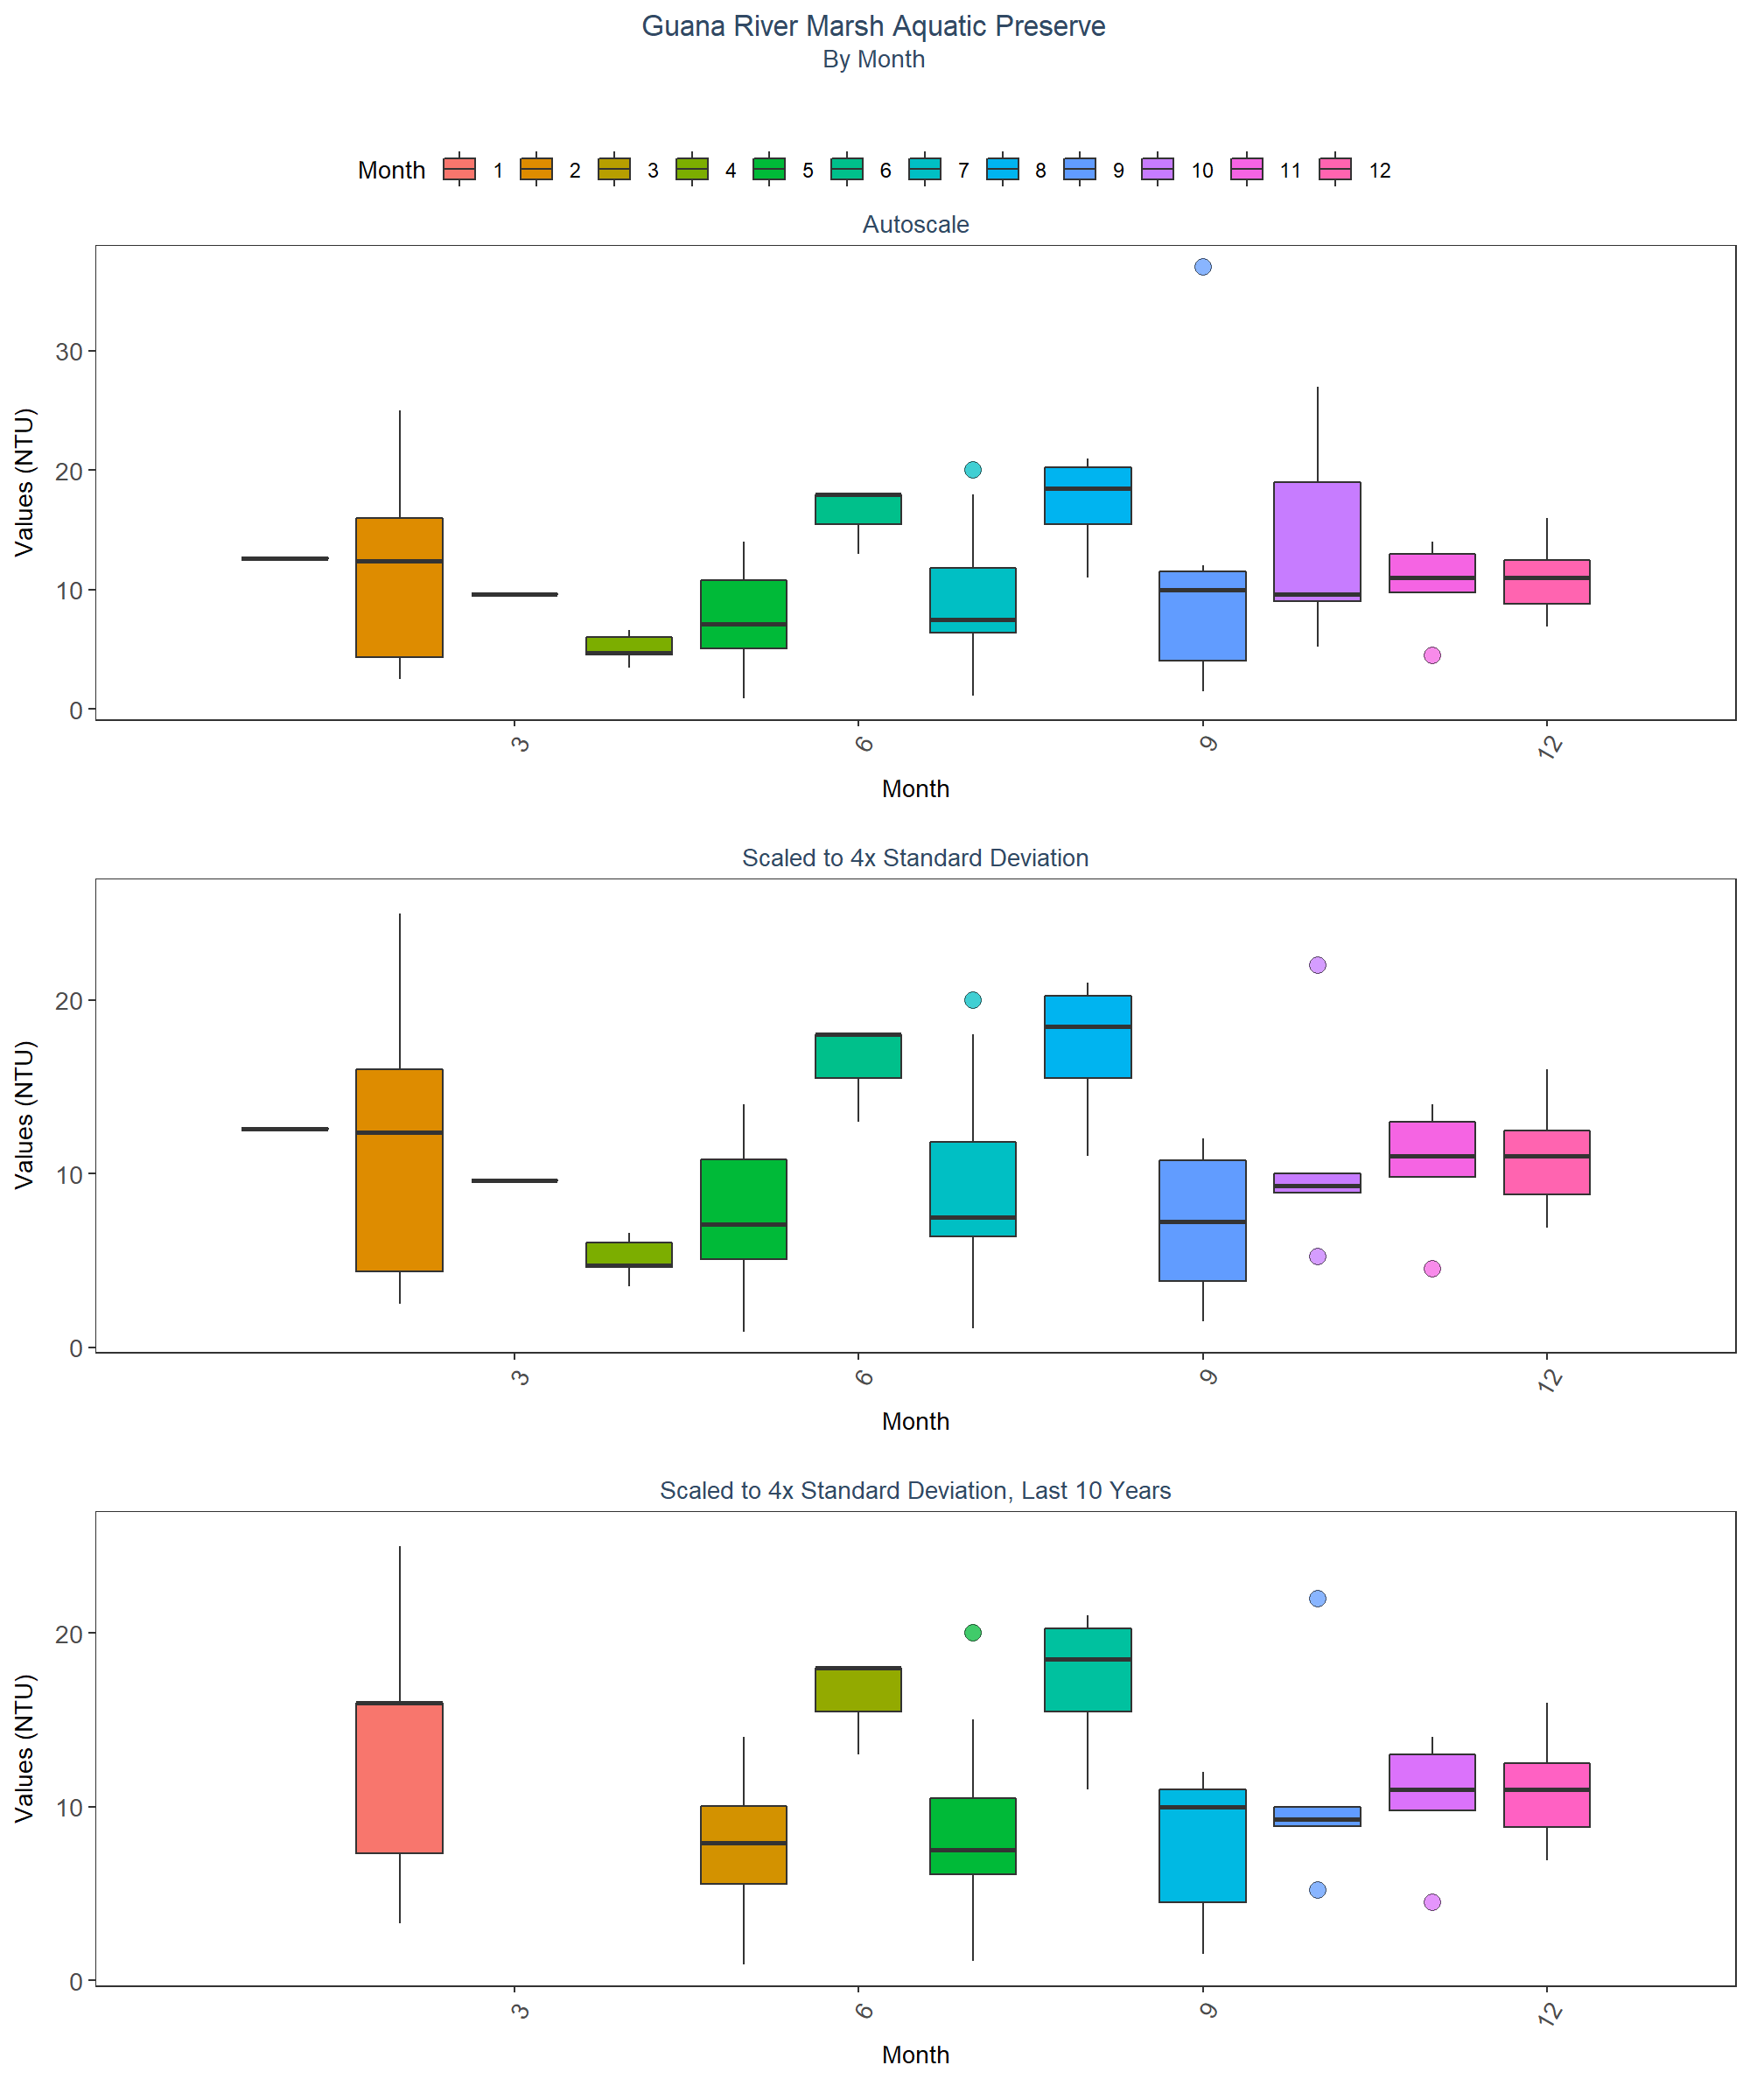 Guana River Marsh Aquatic Preserve
By Month
Month 1 2 3 4 5 6 7 8 9 10 11 12
Autoscale
Values (NTU)
30
20
10
0
3 6 9 12
Month
Scaled to 4x Standard Deviation
Values (NTU)
20
10
0
3 6 9 12
Month
Scaled to 4x Standard Deviation, Last 10 Years
Values (NTU)
20
10
0
3 6 9 12
Month